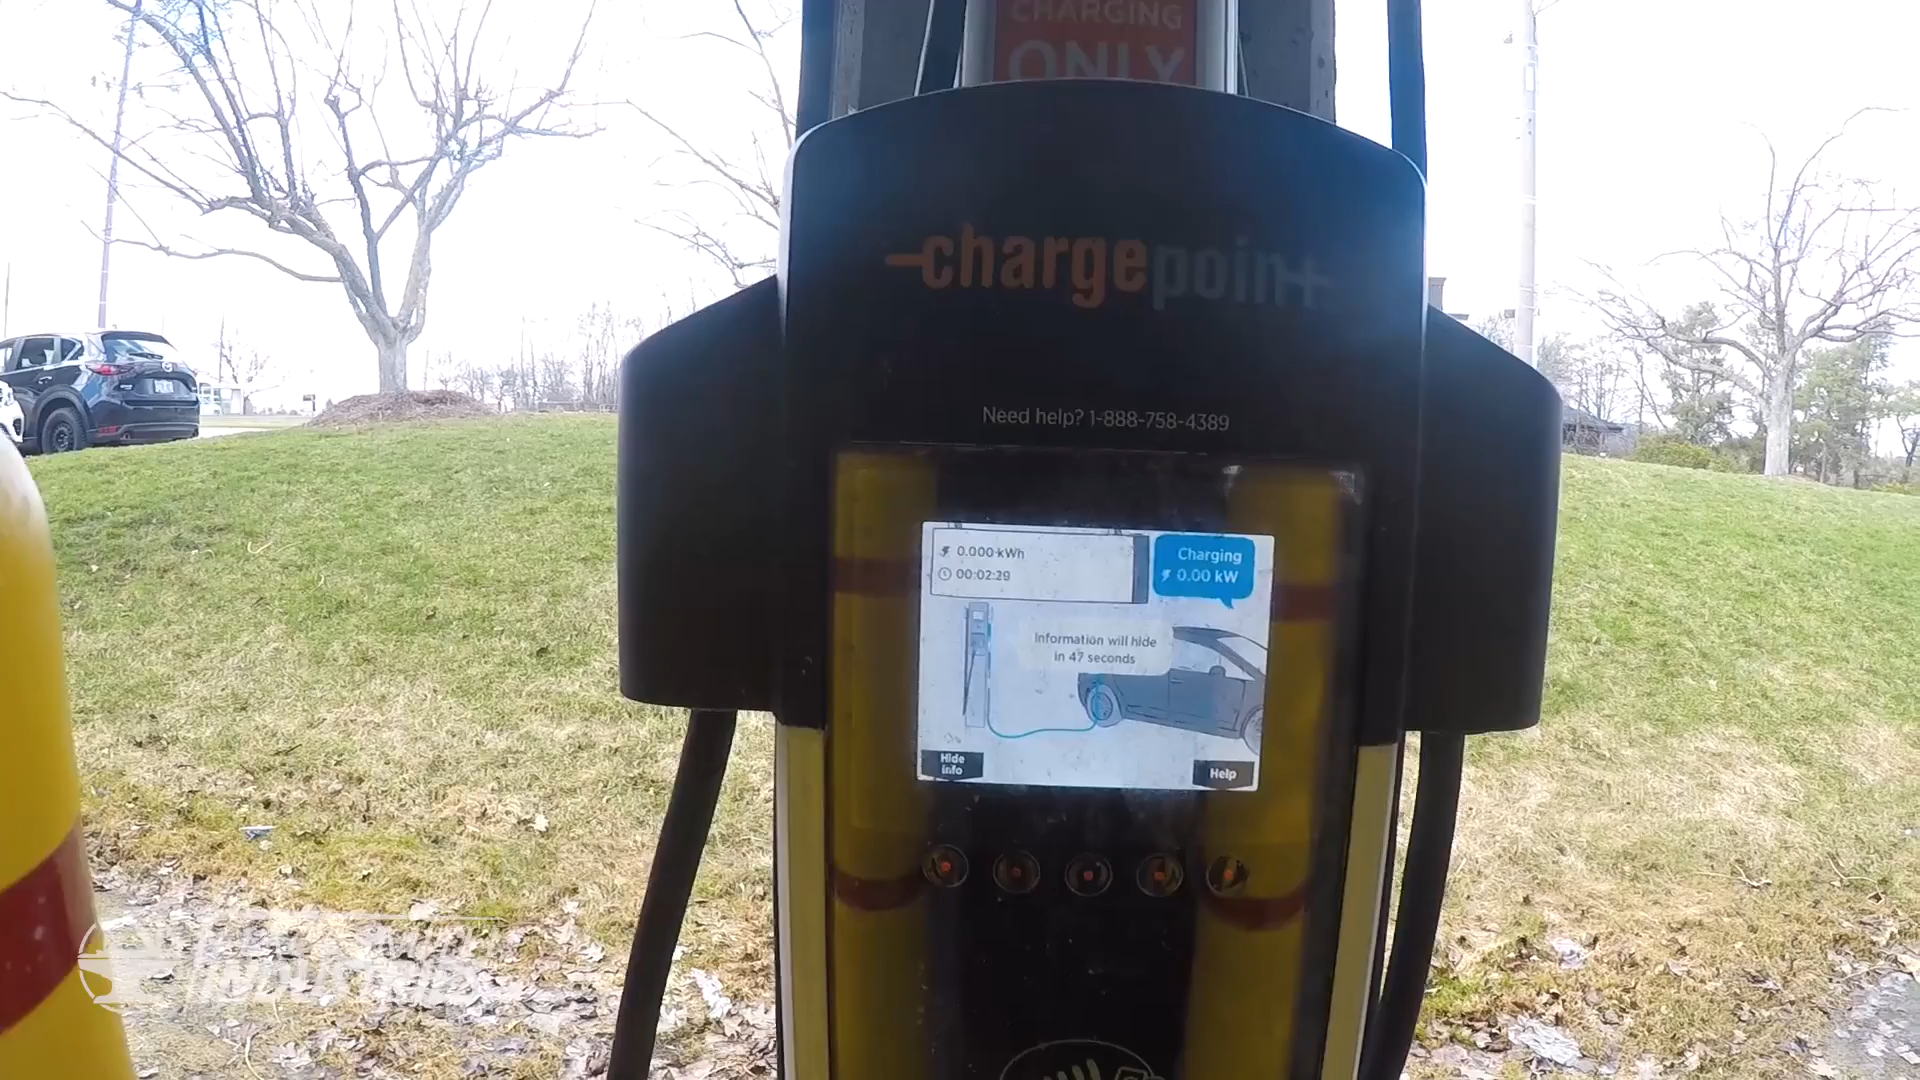 CHARGING
ONLY
chargepoint
Need help? 1-888-758-4389
0.000 kWh
00:02:29
Charging
0.00 kW
Information will hide
in 47 seconds
Hide
info
Help
INDUSTRIES